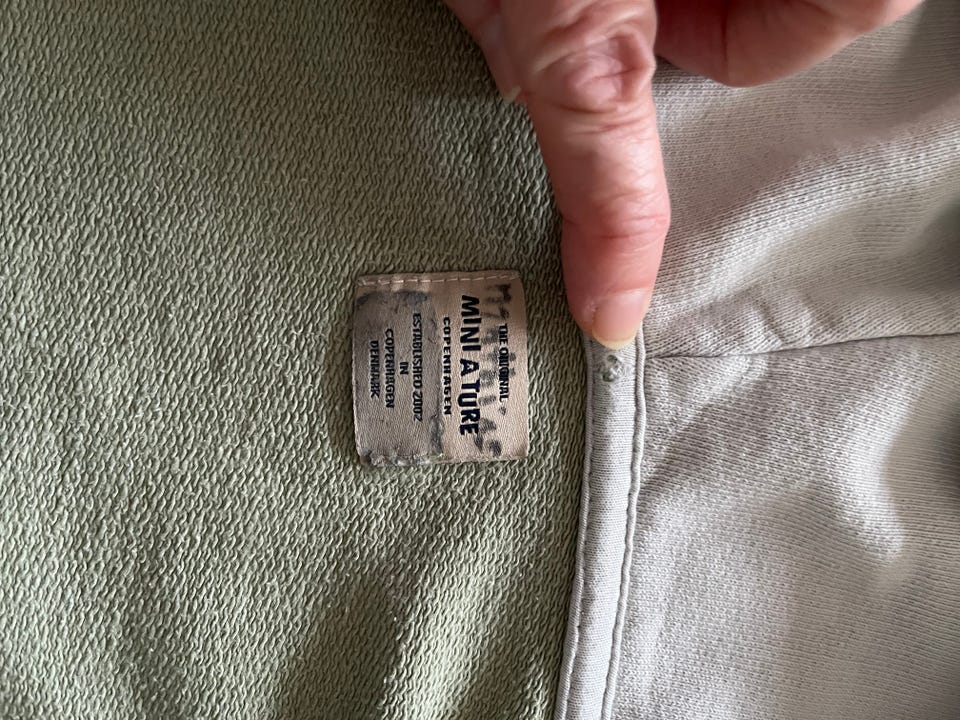 THE ORIGINAL
MINI A TURE
COPENHAGEN
ESTABLISHED 2002
IN
COPENHAGEN
DENMARK